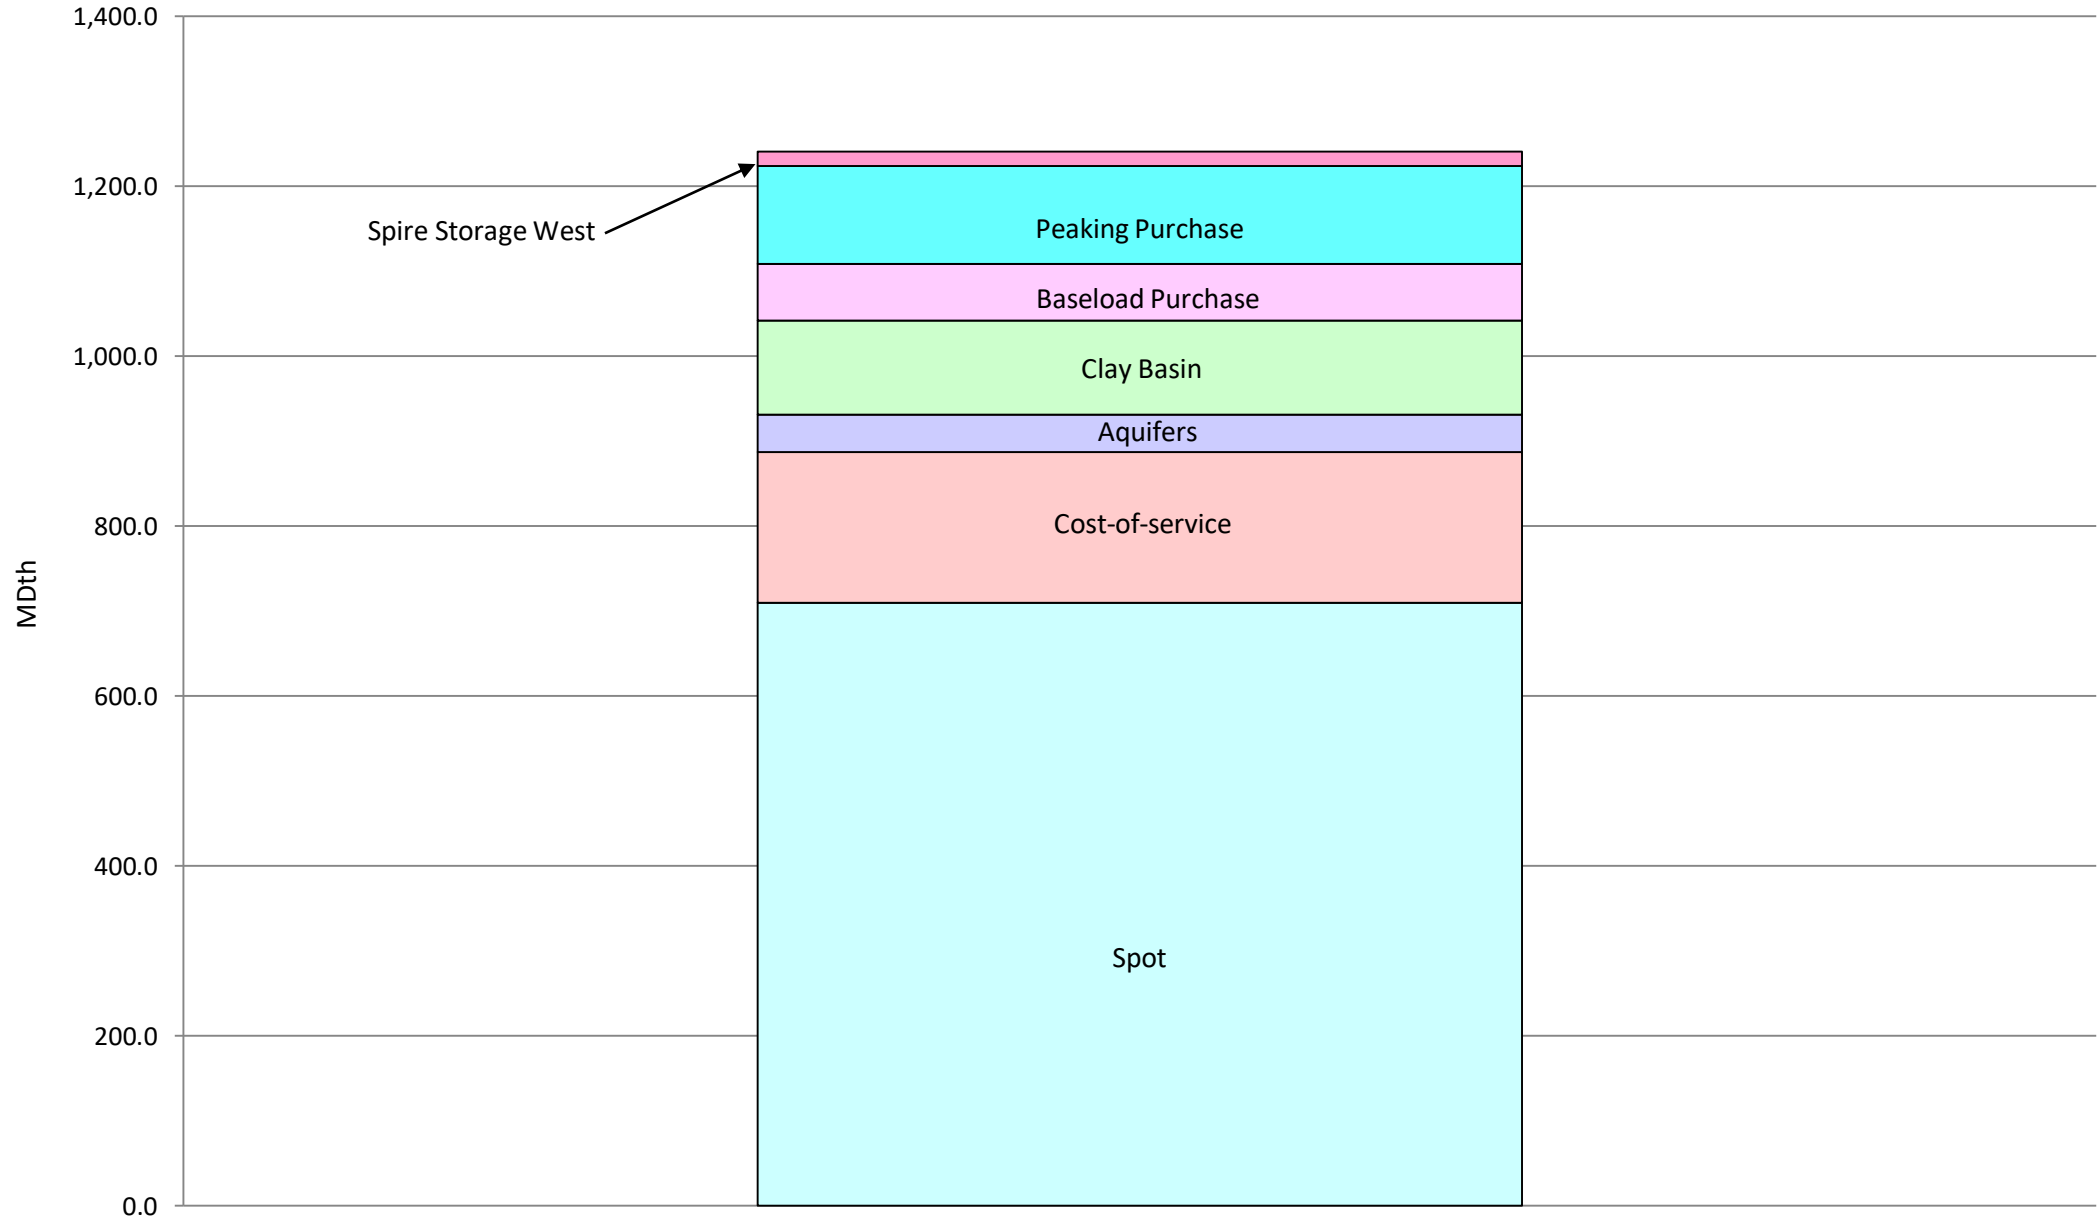 1,400.0
1,200.0
1,000.0
800.0
600.0
400.0
200.0
0.0
MDth
Spire Storage West
Peaking Purchase
Baseload Purchase
Clay Basin
Aquifers
Cost-of-service
Spot